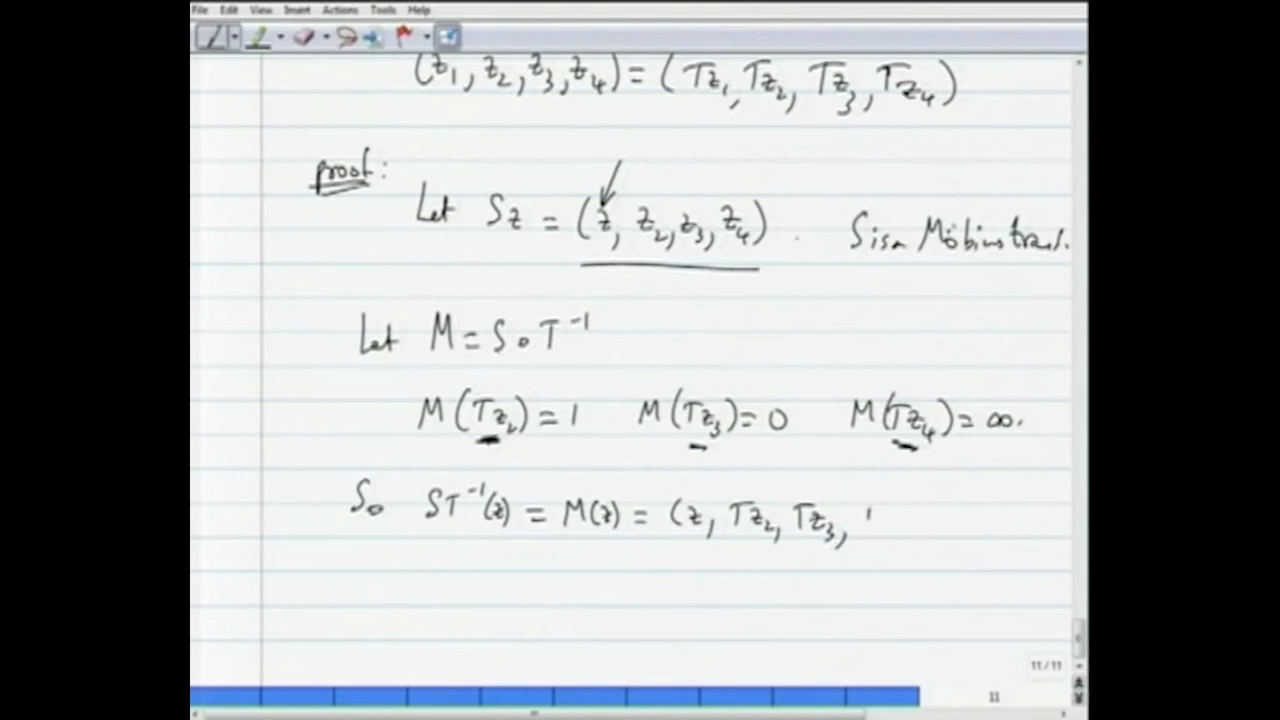 File Edit View Insert Actions Tools Help
(z₁, z₂, z₃, z₄) = (Tz₁, Tz₂, Tz₃, Tz₄)
proof:
Let Sz = (z, z₂, z₃, z₄). S is a Möbius trans.
Let M = S∘T⁻¹
M(Tz₂) = 1 M(Tz₃) = 0 M(Tz₄) = ∞.
So ST⁻¹(z) = M(z) = (z, Tz₂, Tz₃,
11/11
11